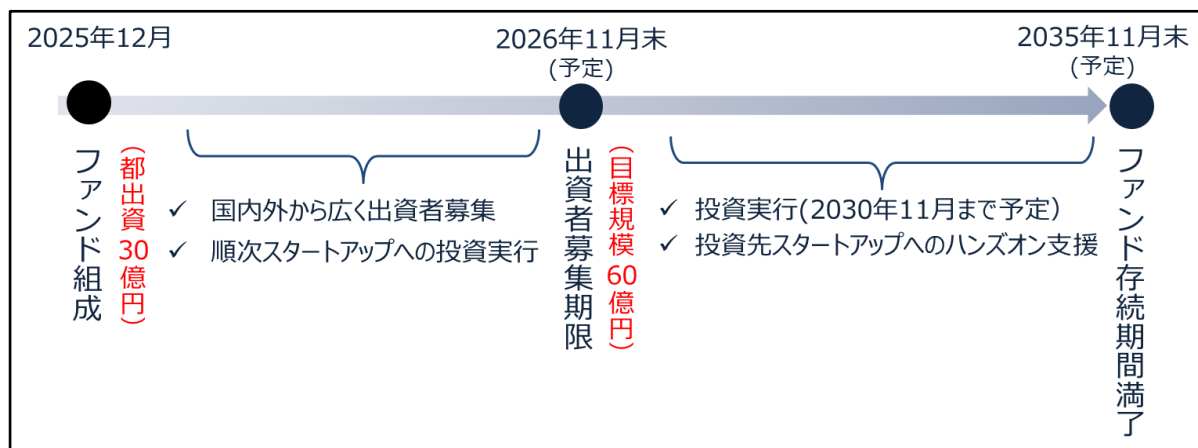 2025年12月
2026年11月末
(予定)
2035年11月末
(予定)
ファンド組成
（都出資30億円）
✓ 国内外から広く出資者募集
✓ 順次スタートアップへの投資実行
出資者募集期限
（目標規模60億円）
✓ 投資実行(2030年11月まで予定）
✓ 投資先スタートアップへのハンズオン支援
ファンド存続期間満了